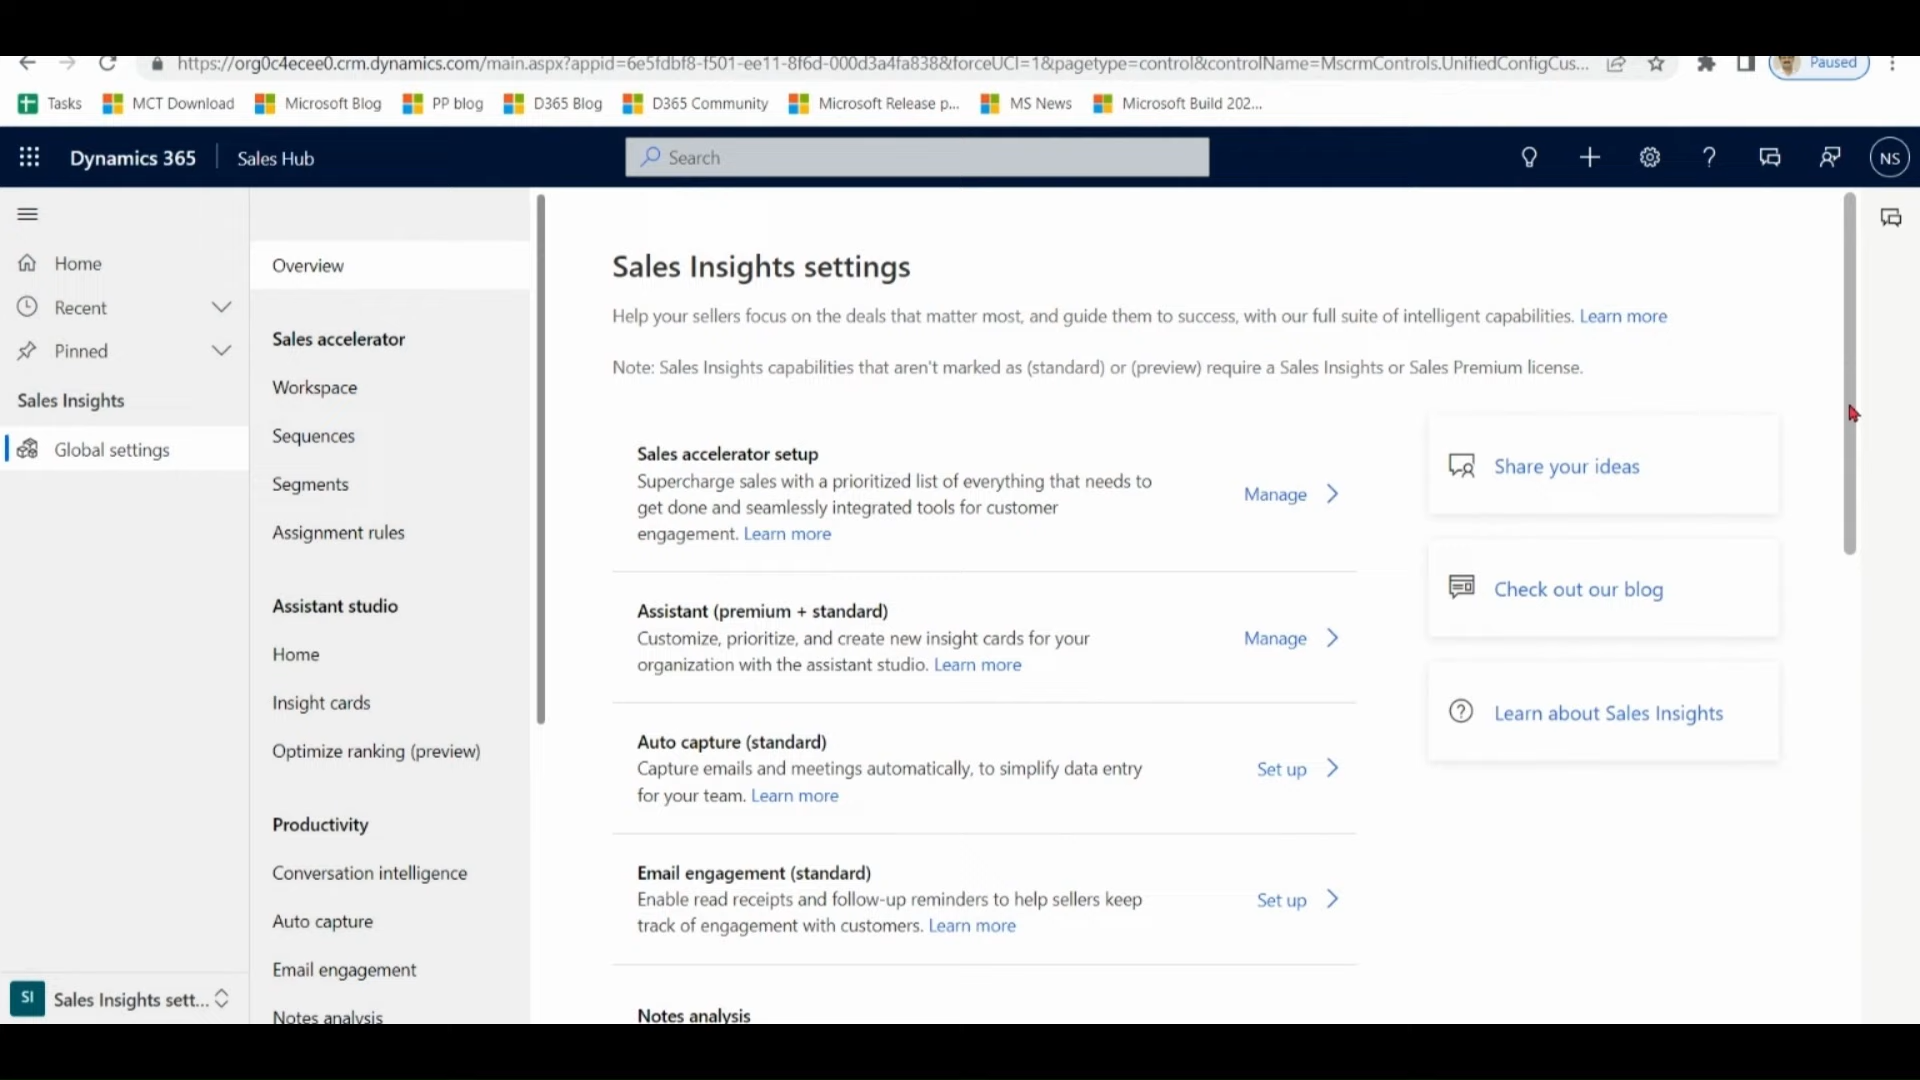 https://org0c4ecee0.crm.dynamics.com/main.aspx?appid=6e5fdbf8-f501-ee11-8f6d-000d3a4fa838&forceUCI=1&pagetype=control&controlName=MscrmControls.UnifiedConfigCus...
Paused
Tasks
MCT Download
Microsoft Blog
PP blog
D365 Blog
D365 Community
Microsoft Release p...
MS News
Microsoft Build 202...
Dynamics 365
Sales Hub
Search
NS
Home
Recent
Pinned
Sales Insights
Global settings
SI
Sales Insights sett...
Overview
Sales accelerator
Workspace
Sequences
Segments
Assignment rules
Assistant studio
Home
Insight cards
Optimize ranking (preview)
Productivity
Conversation intelligence
Auto capture
Email engagement
Notes analysis
Sales Insights settings
Help your sellers focus on the deals that matter most, and guide them to success, with our full suite of intelligent capabilities. Learn more
Note: Sales Insights capabilities that aren't marked as (standard) or (preview) require a Sales Insights or Sales Premium license.
Sales accelerator setup
Supercharge sales with a prioritized list of everything that needs to
get done and seamlessly integrated tools for customer
engagement. Learn more
Manage
Assistant (premium + standard)
Customize, prioritize, and create new insight cards for your
organization with the assistant studio. Learn more
Manage
Auto capture (standard)
Capture emails and meetings automatically, to simplify data entry
for your team. Learn more
Set up
Email engagement (standard)
Enable read receipts and follow-up reminders to help sellers keep
track of engagement with customers. Learn more
Set up
Notes analysis
Share your ideas
Check out our blog
Learn about Sales Insights